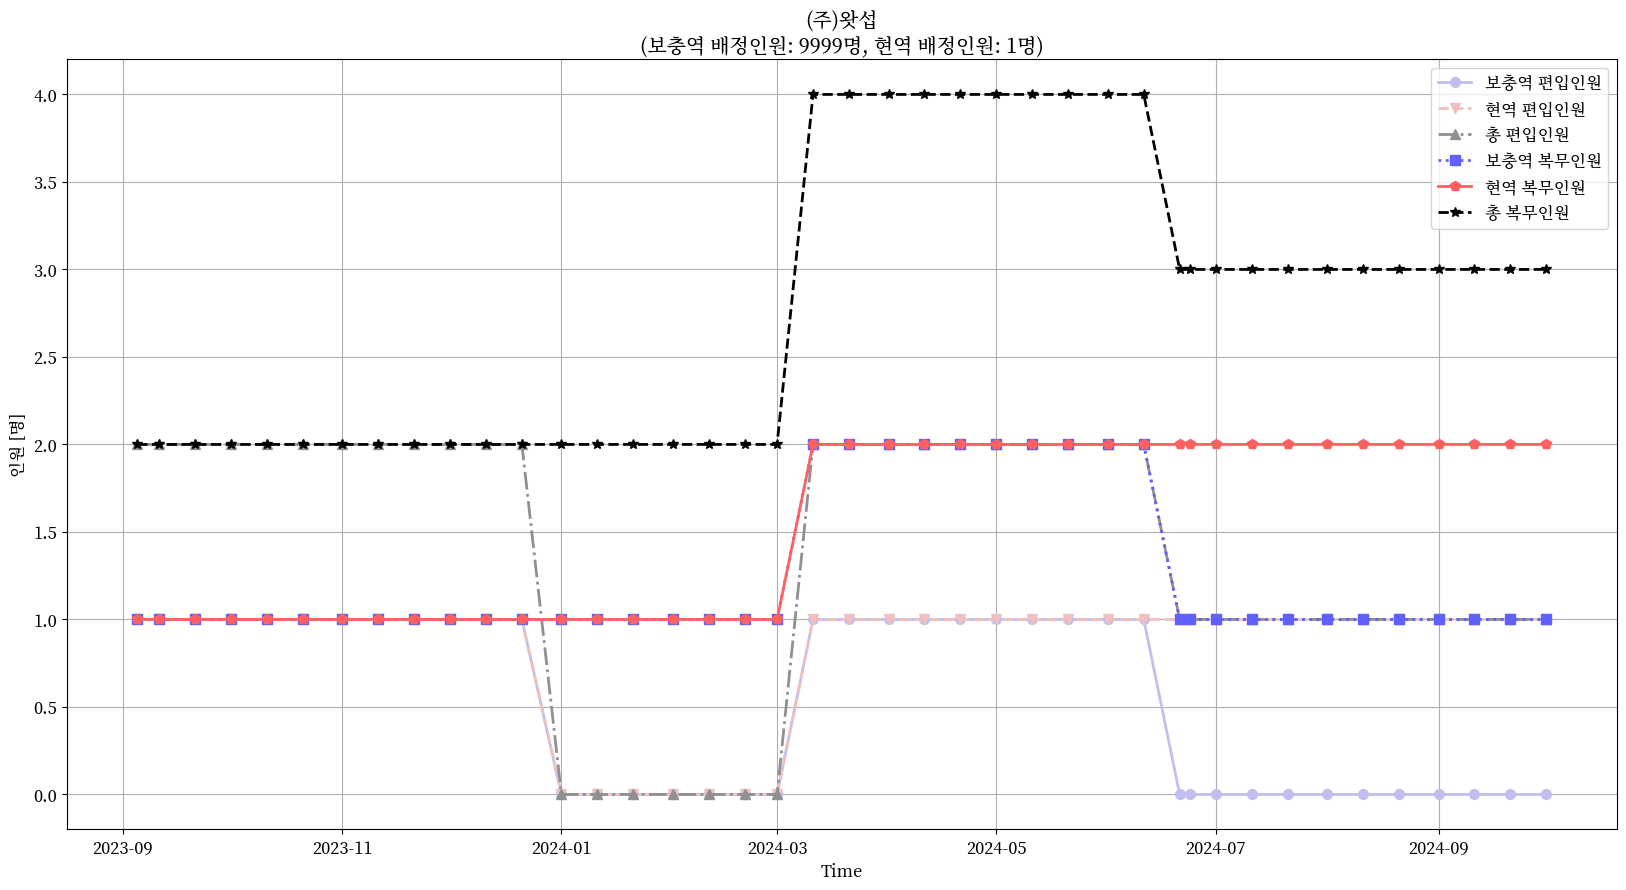 (주)왓섭
(보충역 배정인원: 9999명, 현역 배정인원: 1명)
보충역 편입인원
현역 편입인원
총 편입인원
보충역 복무인원
현역 복무인원
총 복무인원
인원 [명]
4.0
3.5
3.0
2.5
2.0
1.5
1.0
0.5
0.0
2023-09 2023-11 2024-01 2024-03 2024-05 2024-07 2024-09
Time